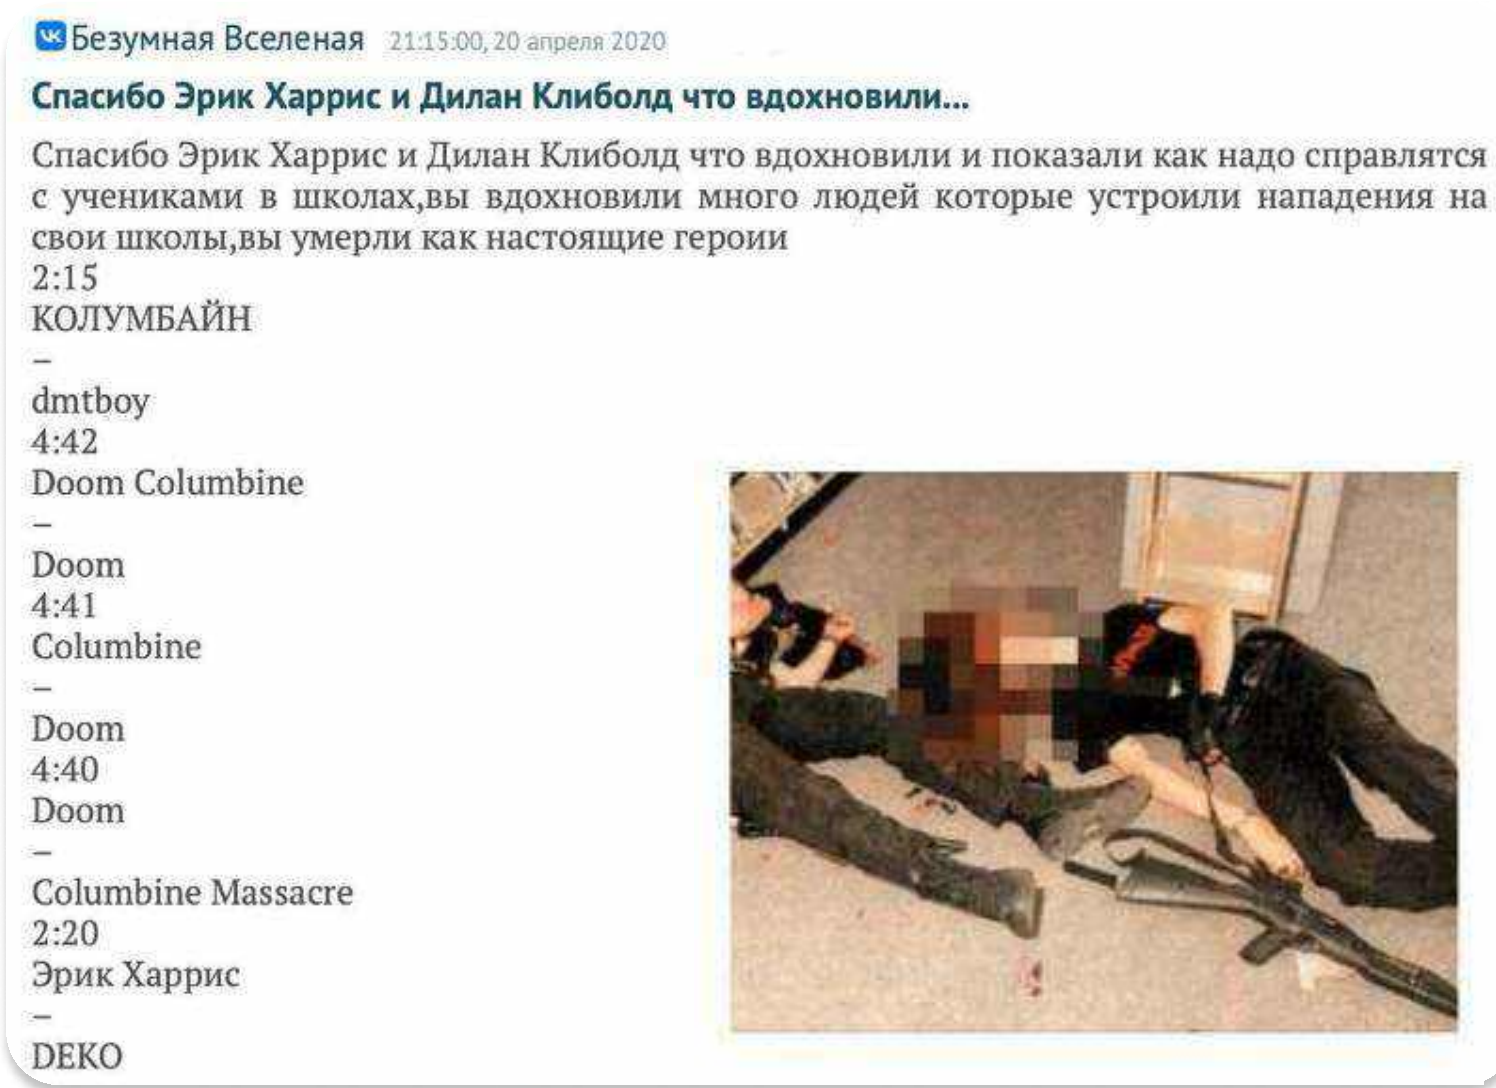 Безумная Вселеная 21:15:00, 20 апреля 2020
Спасибо Эрик Харрис и Дилан Клиболд что вдохновили...
Спасибо Эрик Харрис и Дилан Клиболд что вдохновили и показали как надо справлятся
с учениками в школах,вы вдохновили много людей которые устроили нападения на
свои школы,вы умерли как настоящие героии
2:15
КОЛУМБАЙН
–
dmtboy
4:42
Doom Columbine
–
Doom
4:41
Columbine
–
Doom
4:40
Doom
–
Columbine Massacre
2:20
Эрик Харрис
–
DEKO